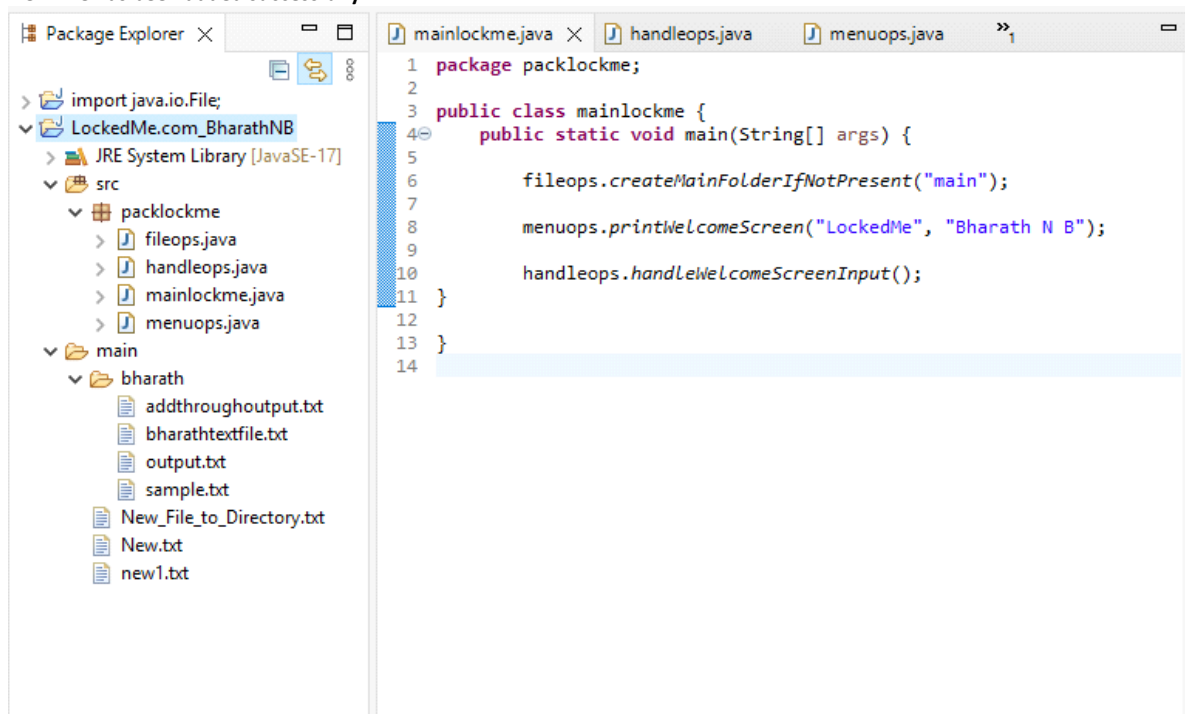 Package Explorer
import java.io.File;
LockedMe.com_BharathNB
JRE System Library [JavaSE-17]
src
packlockme
fileops.java
handleops.java
mainlockme.java
menuops.java
main
bharath
addthroughoutput.txt
bharathtextfile.txt
output.txt
sample.txt
New_File_to_Directory.txt
New.txt
new1.txt
mainlockme.java handleops.java menuops.java »1
1 package packlockme;
2
3 public class mainlockme {
4 public static void main(String[] args) {
5
6 fileops.createMainFolderIfNotPresent("main");
7
8 menuops.printWelcomeScreen("LockedMe", "Bharath N B");
9
10 handleops.handleWelcomeScreenInput();
11 }
12
13 }
14